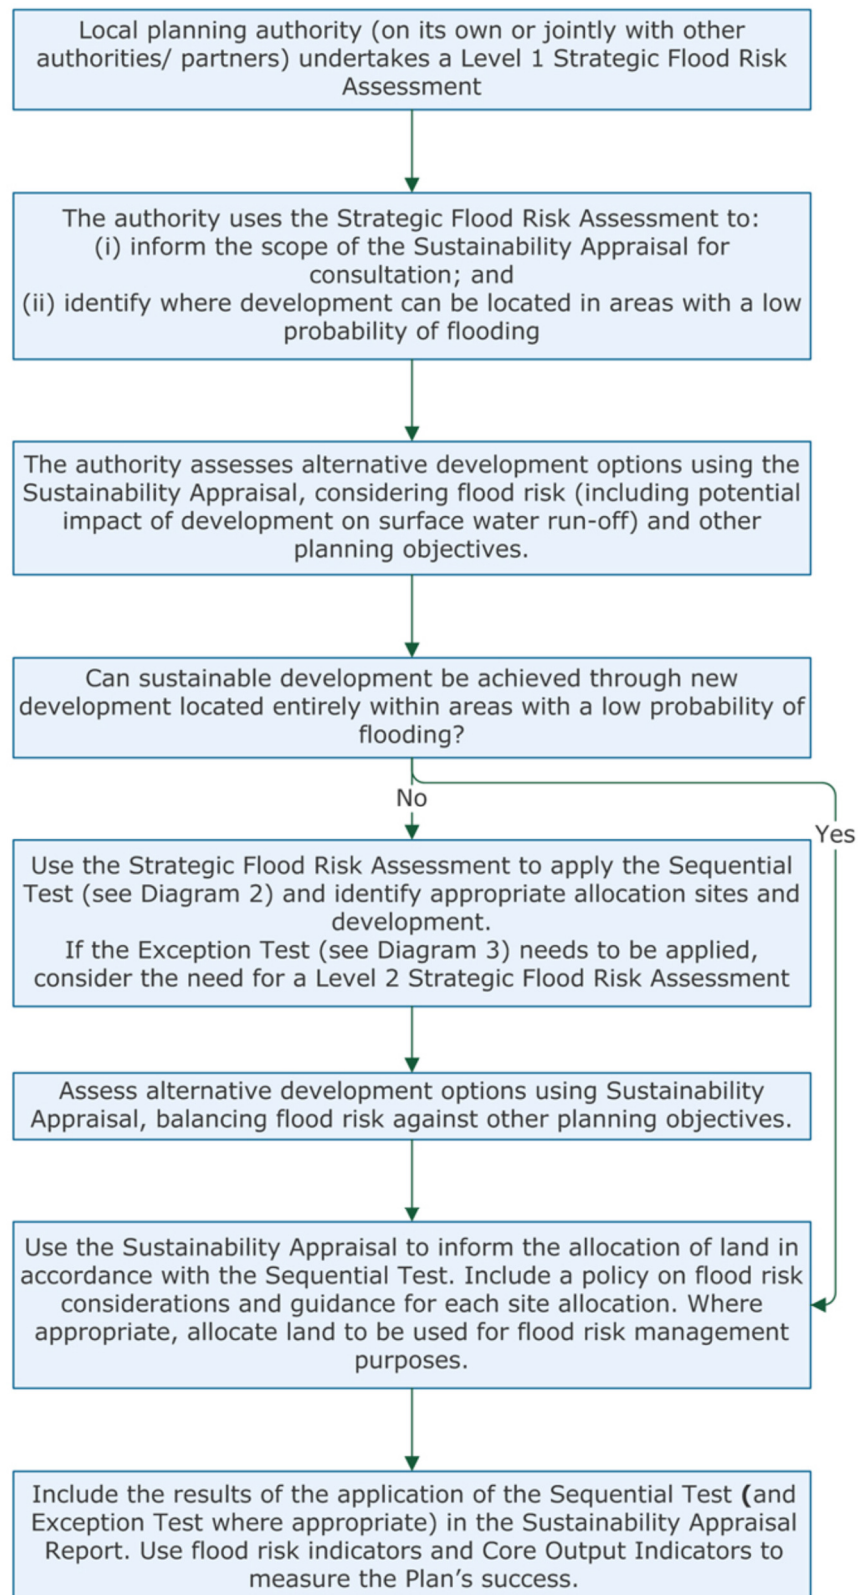 Local planning authority (on its own or jointly with other
authorities/ partners) undertakes a Level 1 Strategic Flood Risk
Assessment
The authority uses the Strategic Flood Risk Assessment to:
(i) inform the scope of the Sustainability Appraisal for
consultation; and
(ii) identify where development can be located in areas with a low
probability of flooding
The authority assesses alternative development options using the
Sustainability Appraisal, considering flood risk (including potential
impact of development on surface water run-off) and other
planning objectives.
Can sustainable development be achieved through new
development located entirely within areas with a low probability of
flooding?
No
Yes
Use the Strategic Flood Risk Assessment to apply the Sequential
Test (see Diagram 2) and identify appropriate allocation sites and
development.
If the Exception Test (see Diagram 3) needs to be applied,
consider the need for a Level 2 Strategic Flood Risk Assessment
Assess alternative development options using Sustainability
Appraisal, balancing flood risk against other planning objectives.
Use the Sustainability Appraisal to inform the allocation of land in
accordance with the Sequential Test. Include a policy on flood risk
considerations and guidance for each site allocation. Where
appropriate, allocate land to be used for flood risk management
purposes.
Include the results of the application of the Sequential Test (and
Exception Test where appropriate) in the Sustainability Appraisal
Report. Use flood risk indicators and Core Output Indicators to
measure the Plan’s success.